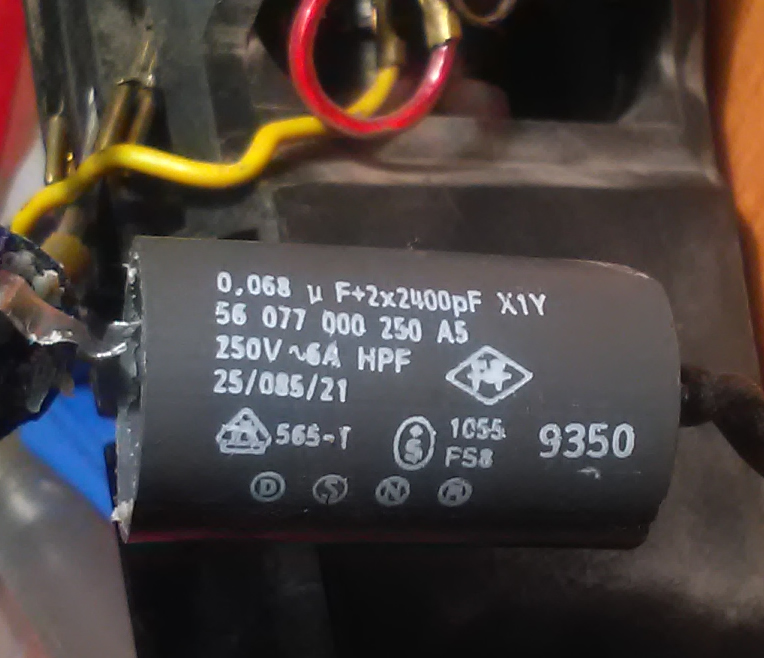 0,068 µ F+2x2400pF X1Y
56 077 000 250 A5
250V ~6A HPF
25/085/21
565-T
1055
FS8
9350
D S N